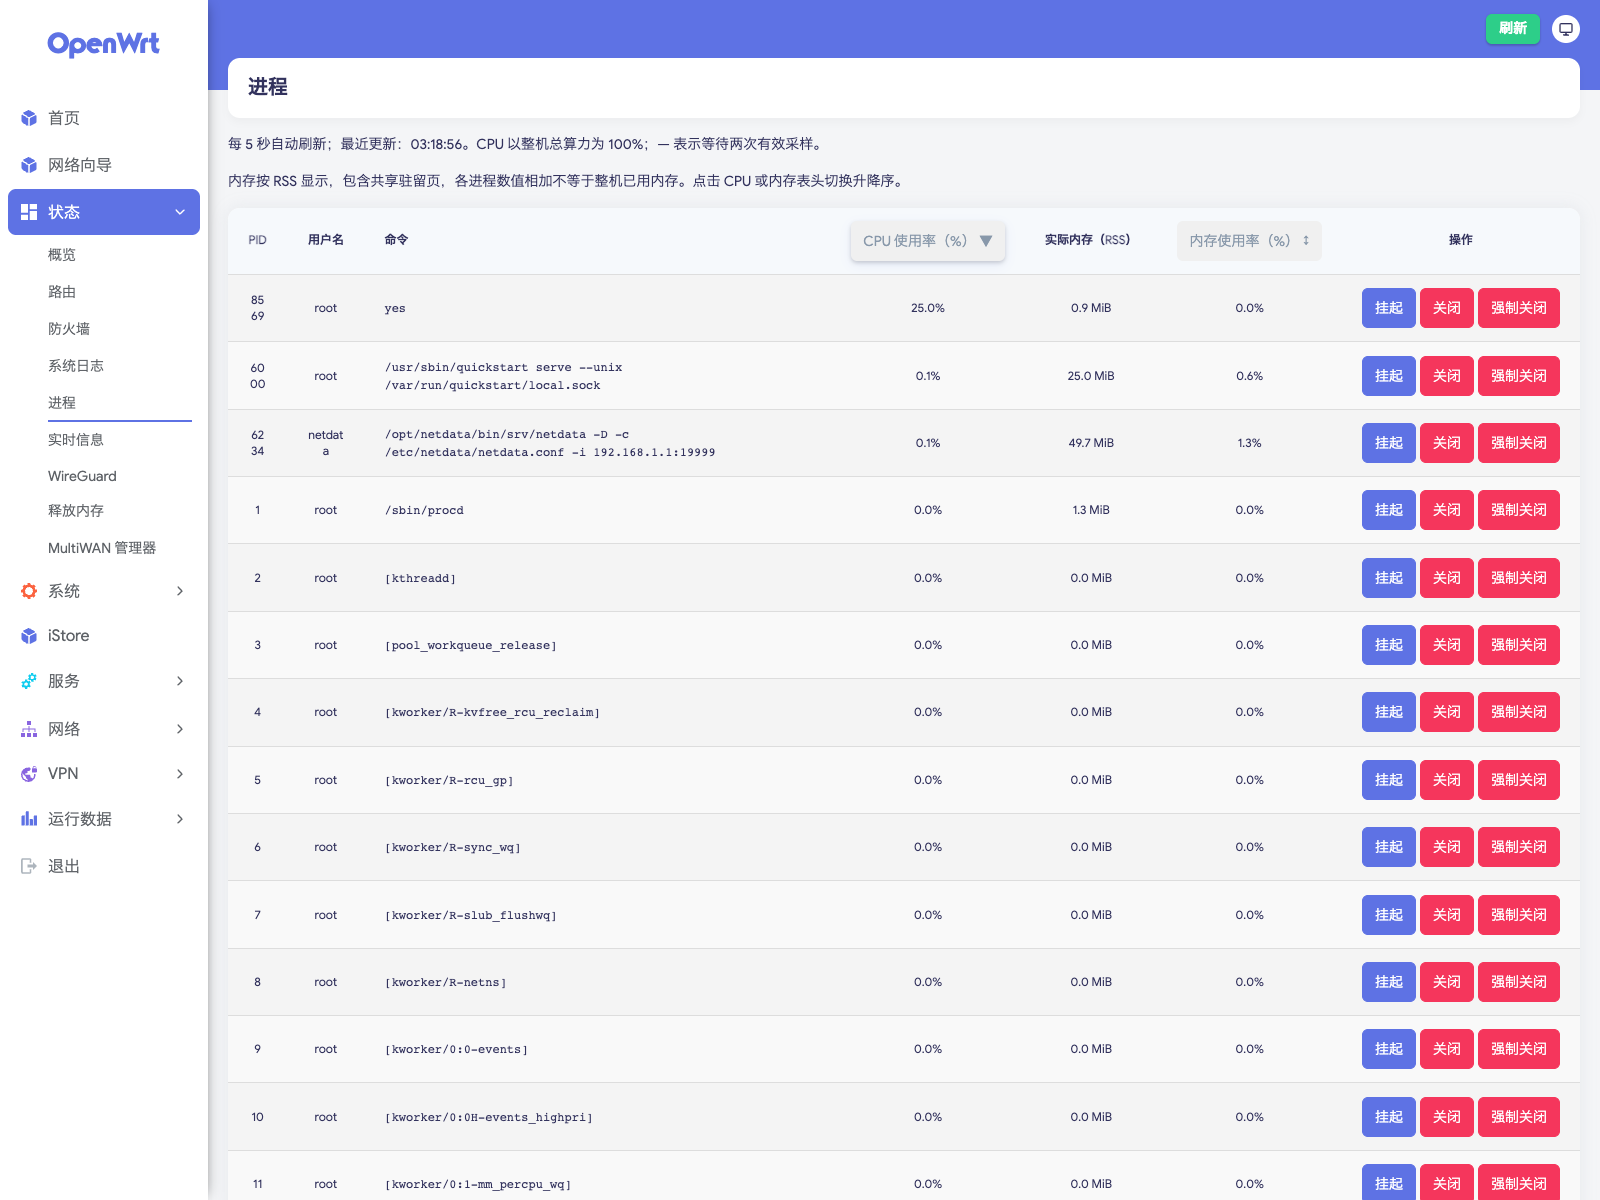 OpenWrt
首页
网络向导
状态
概览
路由
防火墙
系统日志
进程
实时信息
WireGuard
释放内存
MultiWAN 管理器
系统
iStore
服务
网络
VPN
运行数据
退出
刷新
进程
每 5 秒自动刷新；最近更新：03:18:56。CPU 以整机总算力为 100%；— 表示等待两次有效采样。
内存按 RSS 显示，包含共享驻留页，各进程数值相加不等于整机已用内存。点击 CPU 或内存表头切换升降序。
PID 用户名 命令 CPU 使用率（%） ▼ 实际内存（RSS） 内存使用率（%） ↕ 操作
8569 root yes 25.0% 0.9 MiB 0.0% 挂起 关闭 强制关闭
6000 root /usr/sbin/quickstart serve --unix /var/run/quickstart/local.sock 0.1% 25.0 MiB 0.6% 挂起 关闭 强制关闭
6234 netdata /opt/netdata/bin/srv/netdata -D -c /etc/netdata/netdata.conf -i 192.168.1.1:19999 0.1% 49.7 MiB 1.3% 挂起 关闭 强制关闭
1 root /sbin/procd 0.0% 1.3 MiB 0.0% 挂起 关闭 强制关闭
2 root [kthreadd] 0.0% 0.0 MiB 0.0% 挂起 关闭 强制关闭
3 root [pool_workqueue_release] 0.0% 0.0 MiB 0.0% 挂起 关闭 强制关闭
4 root [kworker/R-kvfree_rcu_reclaim] 0.0% 0.0 MiB 0.0% 挂起 关闭 强制关闭
5 root [kworker/R-rcu_gp] 0.0% 0.0 MiB 0.0% 挂起 关闭 强制关闭
6 root [kworker/R-sync_wq] 0.0% 0.0 MiB 0.0% 挂起 关闭 强制关闭
7 root [kworker/R-slub_flushwq] 0.0% 0.0 MiB 0.0% 挂起 关闭 强制关闭
8 root [kworker/R-netns] 0.0% 0.0 MiB 0.0% 挂起 关闭 强制关闭
9 root [kworker/0:0-events] 0.0% 0.0 MiB 0.0% 挂起 关闭 强制关闭
10 root [kworker/0:0H-events_highpri] 0.0% 0.0 MiB 0.0% 挂起 关闭 强制关闭
11 root [kworker/0:1-mm_percpu_wq] 0.0% 0.0 MiB 0.0% 挂起 关闭 强制关闭